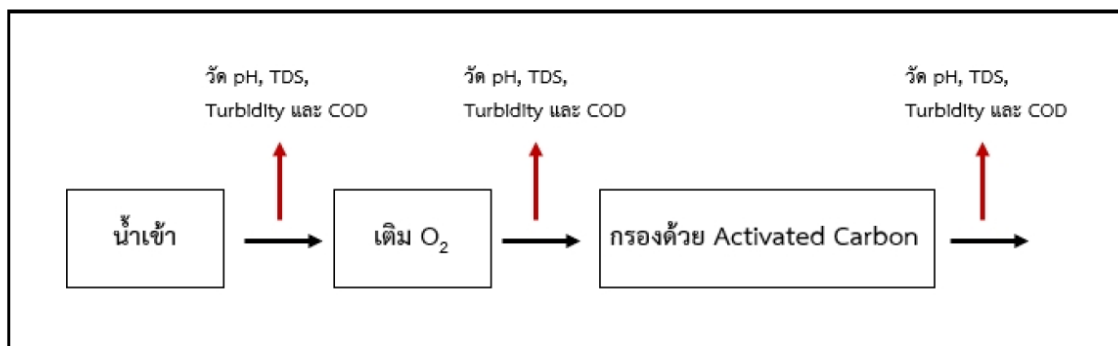 วัด pH, TDS,
Turbidity และ COD
วัด pH, TDS,
Turbidity และ COD
วัด pH, TDS,
Turbidity และ COD
น้ำเข้า
เติม O₂
กรองด้วย Activated Carbon